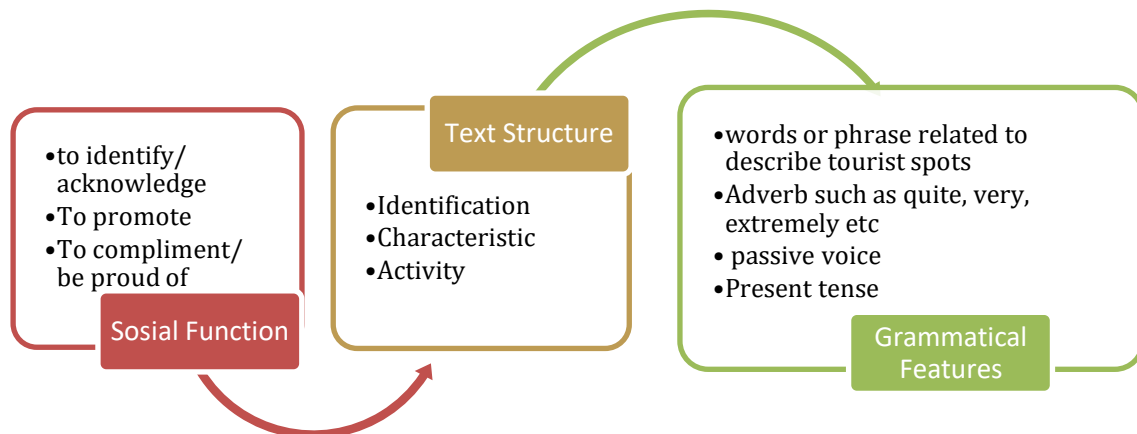 •to identify/
acknowledge
•To promote
•To compliment/
be proud of
Sosial Function
Text Structure
•Identification
•Characteristic
•Activity
•words or phrase related to
describe tourist spots
•Adverb such as quite, very,
extremely etc
• passive voice
•Present tense
Grammatical
Features